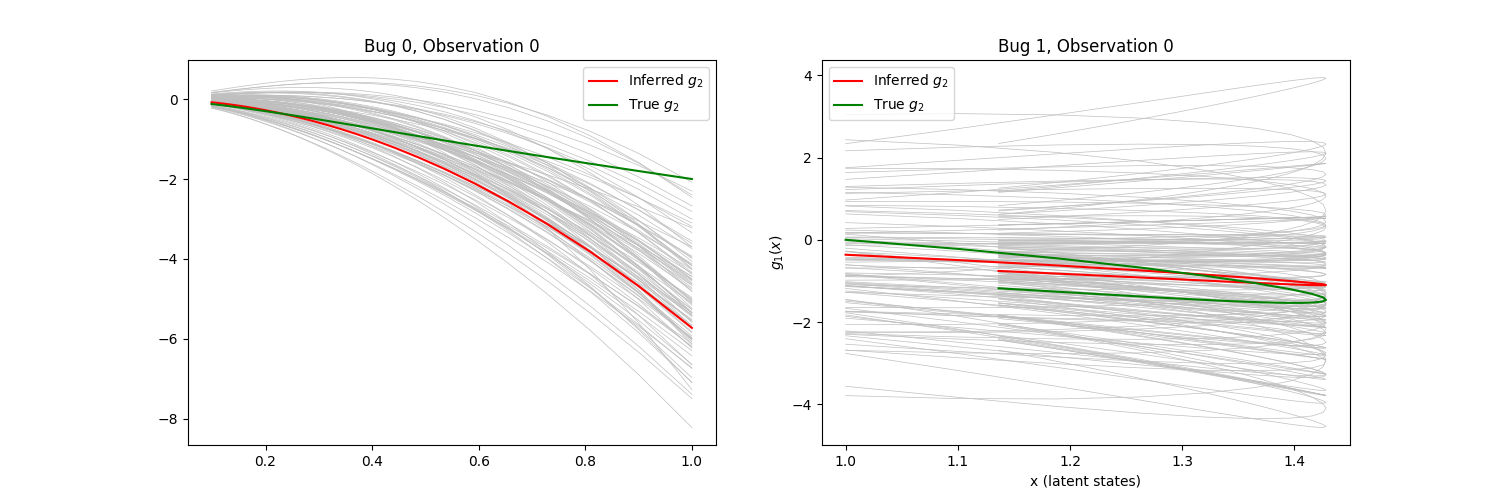 Bug 0, Observation 0
Inferred g₂
True g₂
0
−2
−4
−6
−8
0.2 0.4 0.6 0.8 1.0
Bug 1, Observation 0
Inferred g₂
True g₂
4
2
0
−2
−4
g₁(x)
1.0 1.1 1.2 1.3 1.4
x (latent states)